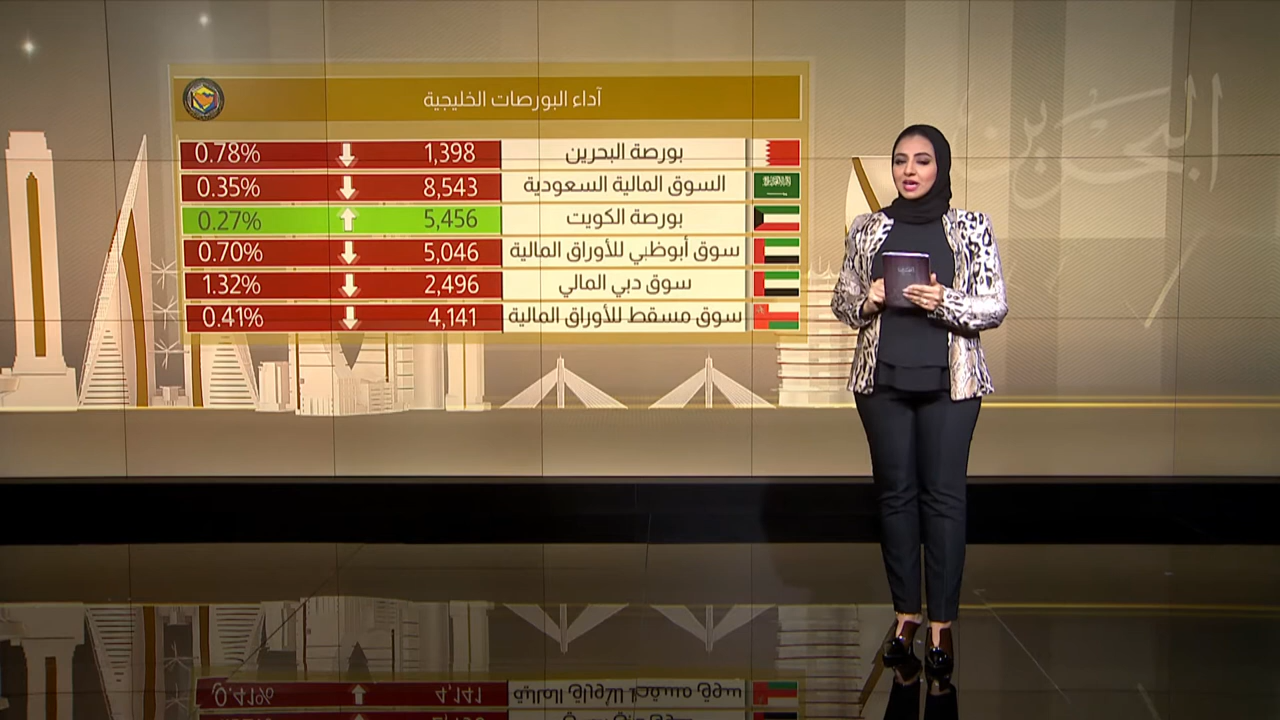 آداء البورصات الخليجية
بورصة البحرين 1,398 0.78%
السوق المالية السعودية 8,543 0.35%
بورصة الكويت 5,456 0.27%
سوق أبوظبي للأوراق المالية 5,046 0.70%
سوق دبي المالي 2,496 1.32%
سوق مسقط للأوراق المالية 4,141 0.41%
البحرين